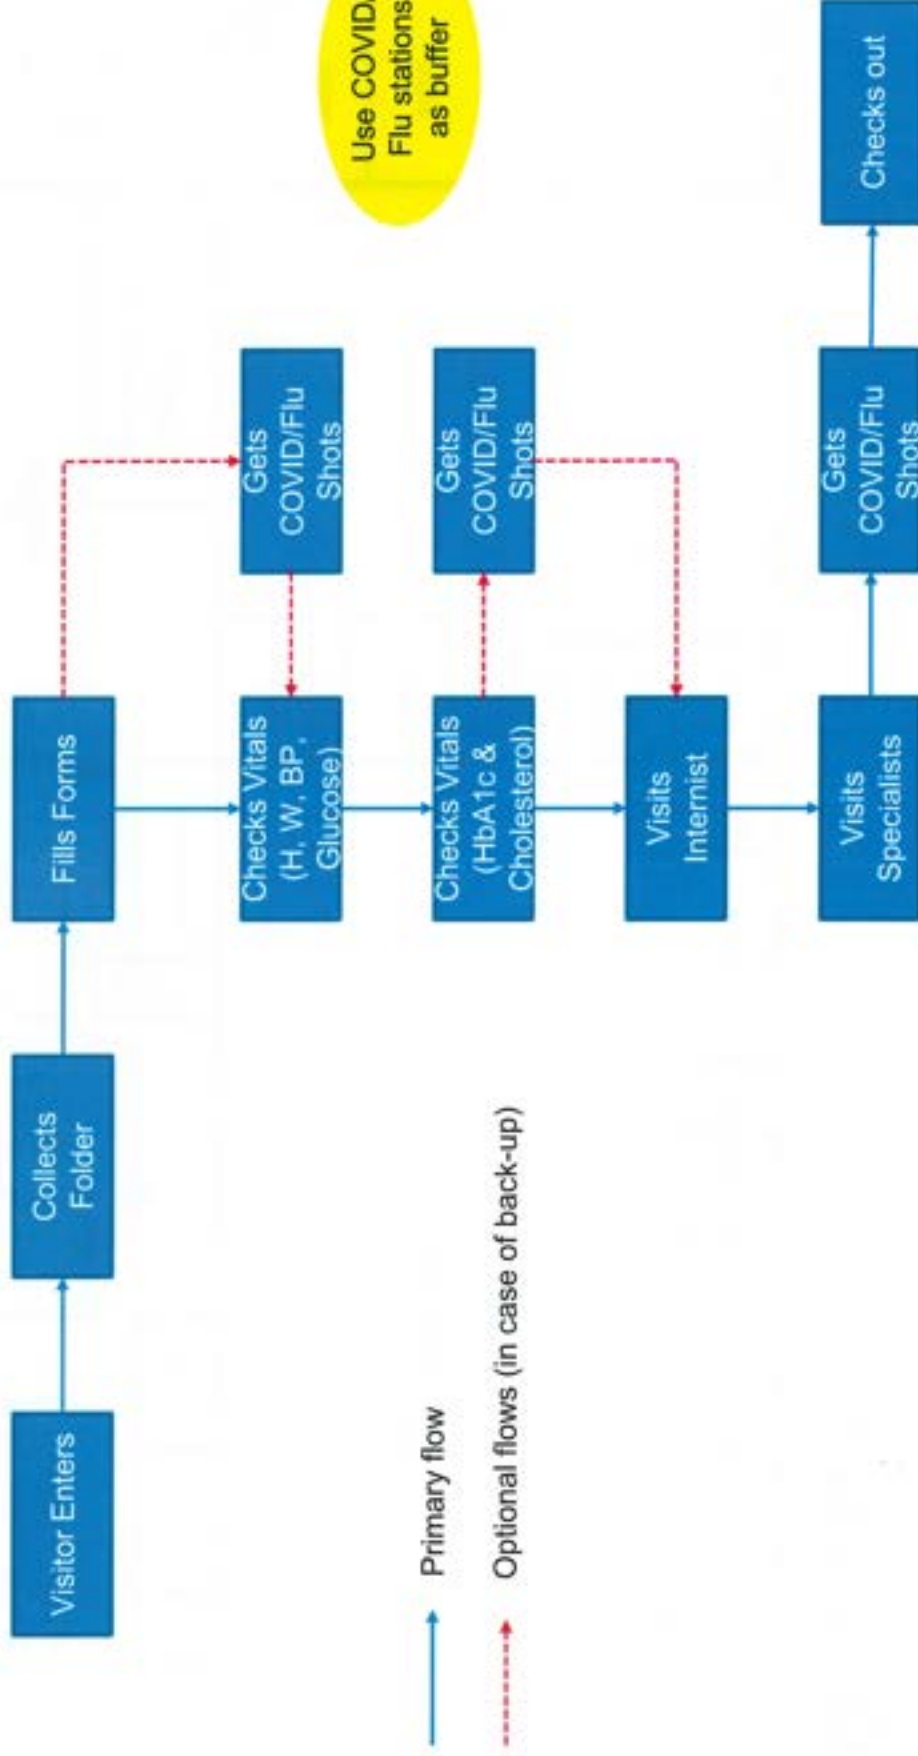 Visitor Enters
Collects
Folder
Fills Forms
Checks Vitals
(H, W, BP,
Glucose)
Gets
COVID/Flu
Shots
Use COVID/
Flu stations
as buffer
Primary flow
Optional flows (in case of back-up)
Checks Vitals
(HbA1c &
Cholesterol)
Gets
COVID/Flu
Shots
Visits
Internist
Visits
Specialists
Gets
COVID/Flu
Shots
Checks out